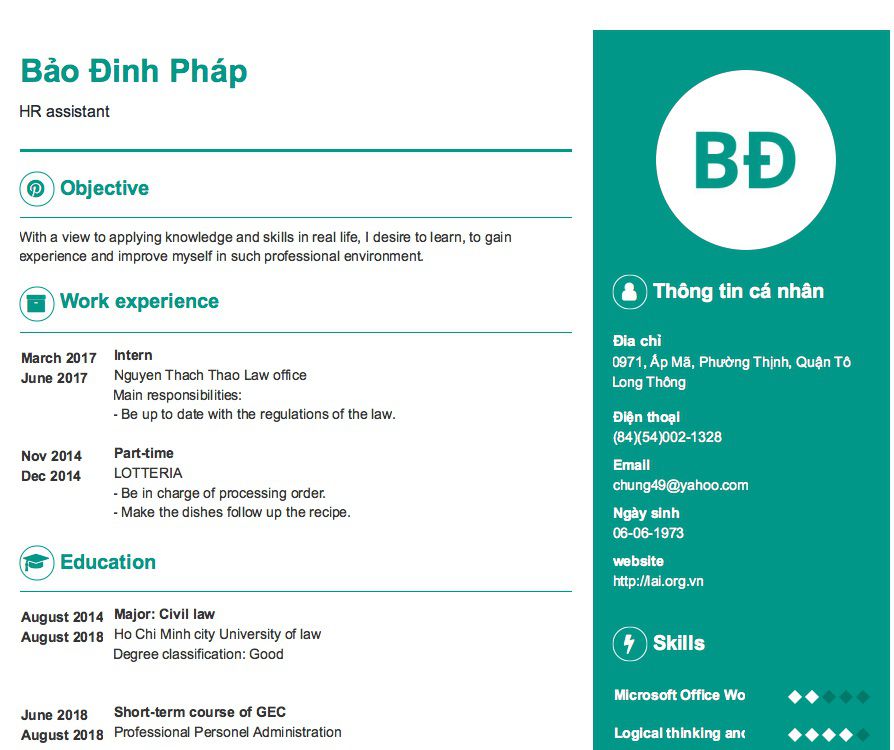 Bảo Đinh Pháp
HR assistant
Objective
With a view to applying knowledge and skills in real life, I desire to learn, to gain
experience and improve myself in such professional environment.
Work experience
March 2017
June 2017
Intern
Nguyen Thach Thao Law office
Main responsibilities:
- Be up to date with the regulations of the law.
Nov 2014
Dec 2014
Part-time
LOTTERIA
- Be in charge of processing order.
- Make the dishes follow up the recipe.
Education
August 2014
August 2018
Major: Civil law
Ho Chi Minh city University of law
Degree classification: Good
June 2018
August 2018
Short-term course of GEC
Professional Personel Administration
BĐ
Thông tin cá nhân
Đia chỉ
0971, Ấp Mã, Phường Thịnh, Quận Tô
Long Thông
Điện thoại
(84)(54)002-1328
Email
chung49@yahoo.com
Ngày sinh
06-06-1973
website
http://lai.org.vn
Skills
Microsoft Office Wo
Logical thinking and